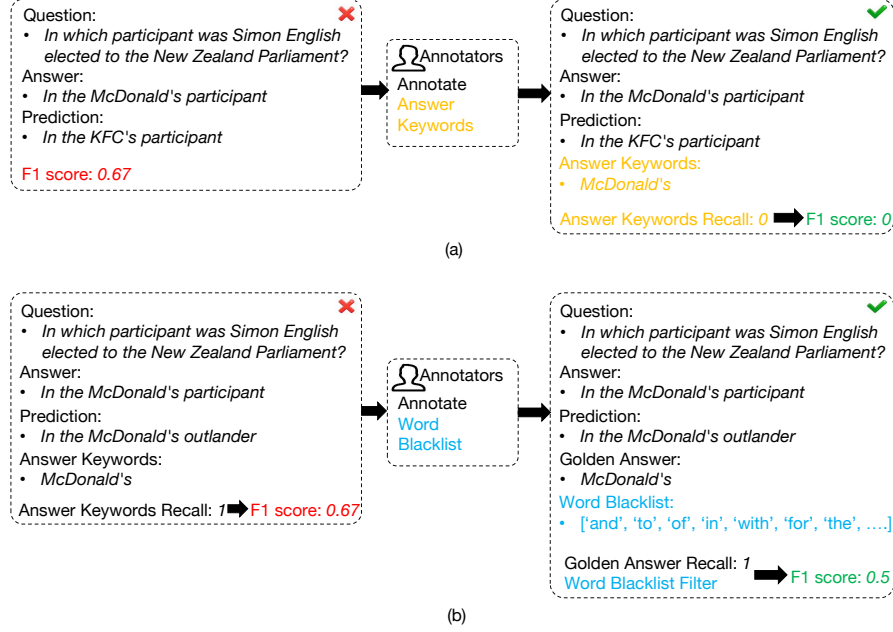 Question:
• In which participant was Simon English
elected to the New Zealand Parliament?
Answer:
• In the McDonald's participant
Prediction:
• In the KFC's participant
F1 score: 0.67
Annotators
Annotate
Answer
Keywords
Question:
• In which participant was Simon English
elected to the New Zealand Parliament?
Answer:
• In the McDonald's participant
Prediction:
• In the KFC's participant
Answer Keywords:
• McDonald's
Answer Keywords Recall: 0 F1 score: 0
(a)
Question:
• In which participant was Simon English
elected to the New Zealand Parliament?
Answer:
• In the McDonald's participant
Prediction:
• In the McDonald's outlander
Answer Keywords:
• McDonald's
Answer Keywords Recall: 1 F1 score: 0.67
Annotators
Annotate
Word
Blacklist
Question:
• In which participant was Simon English
elected to the New Zealand Parliament?
Answer:
• In the McDonald's participant
Prediction:
• In the McDonald's outlander
Golden Answer:
• McDonald's
Word Blacklist:
• ['and', 'to', 'of', 'in', 'with', 'for', 'the', ….]
Golden Answer Recall: 1
Word Blacklist Filter F1 score: 0.5
(b)